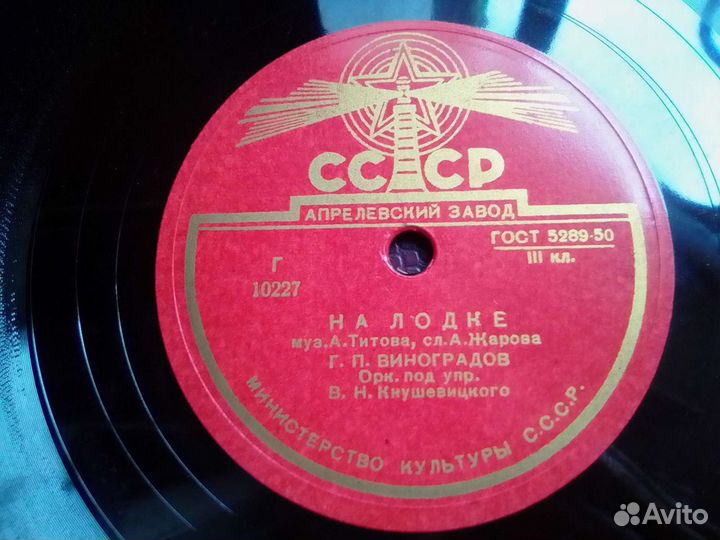 СССР
АПРЕЛЕВСКИЙ ЗАВОД
ГОСТ 5289-50
III кл.
Г
10227
НА ЛОДКЕ
муз. А. Титова, сл. А. Жарова
Г. П. ВИНОГРАДОВ
Орк. под упр.
В. Н. Кнушевицкого
МИНИСТЕРСТВО КУЛЬТУРЫ С.С.С.Р.
Avito